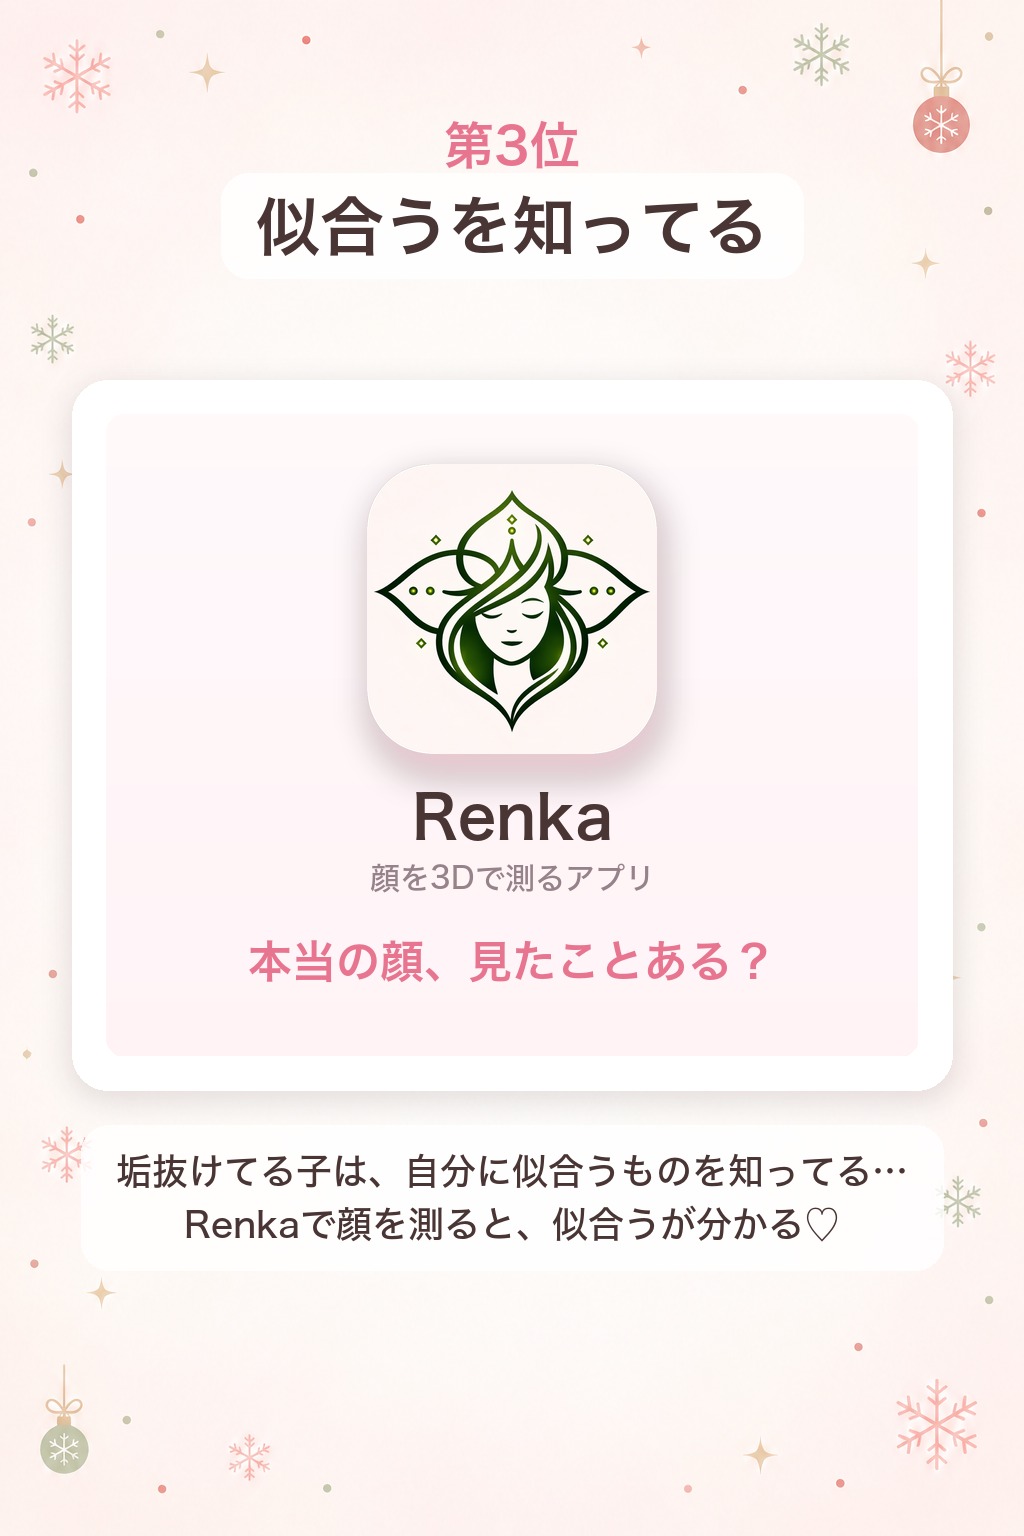 第3位
似合うを知ってる
Renka
顔を3Dで測るアプリ
本当の顔、見たことある？
垢抜けてる子は、自分に似合うものを知ってる…
Renkaで顔を測ると、似合うが分かる♡